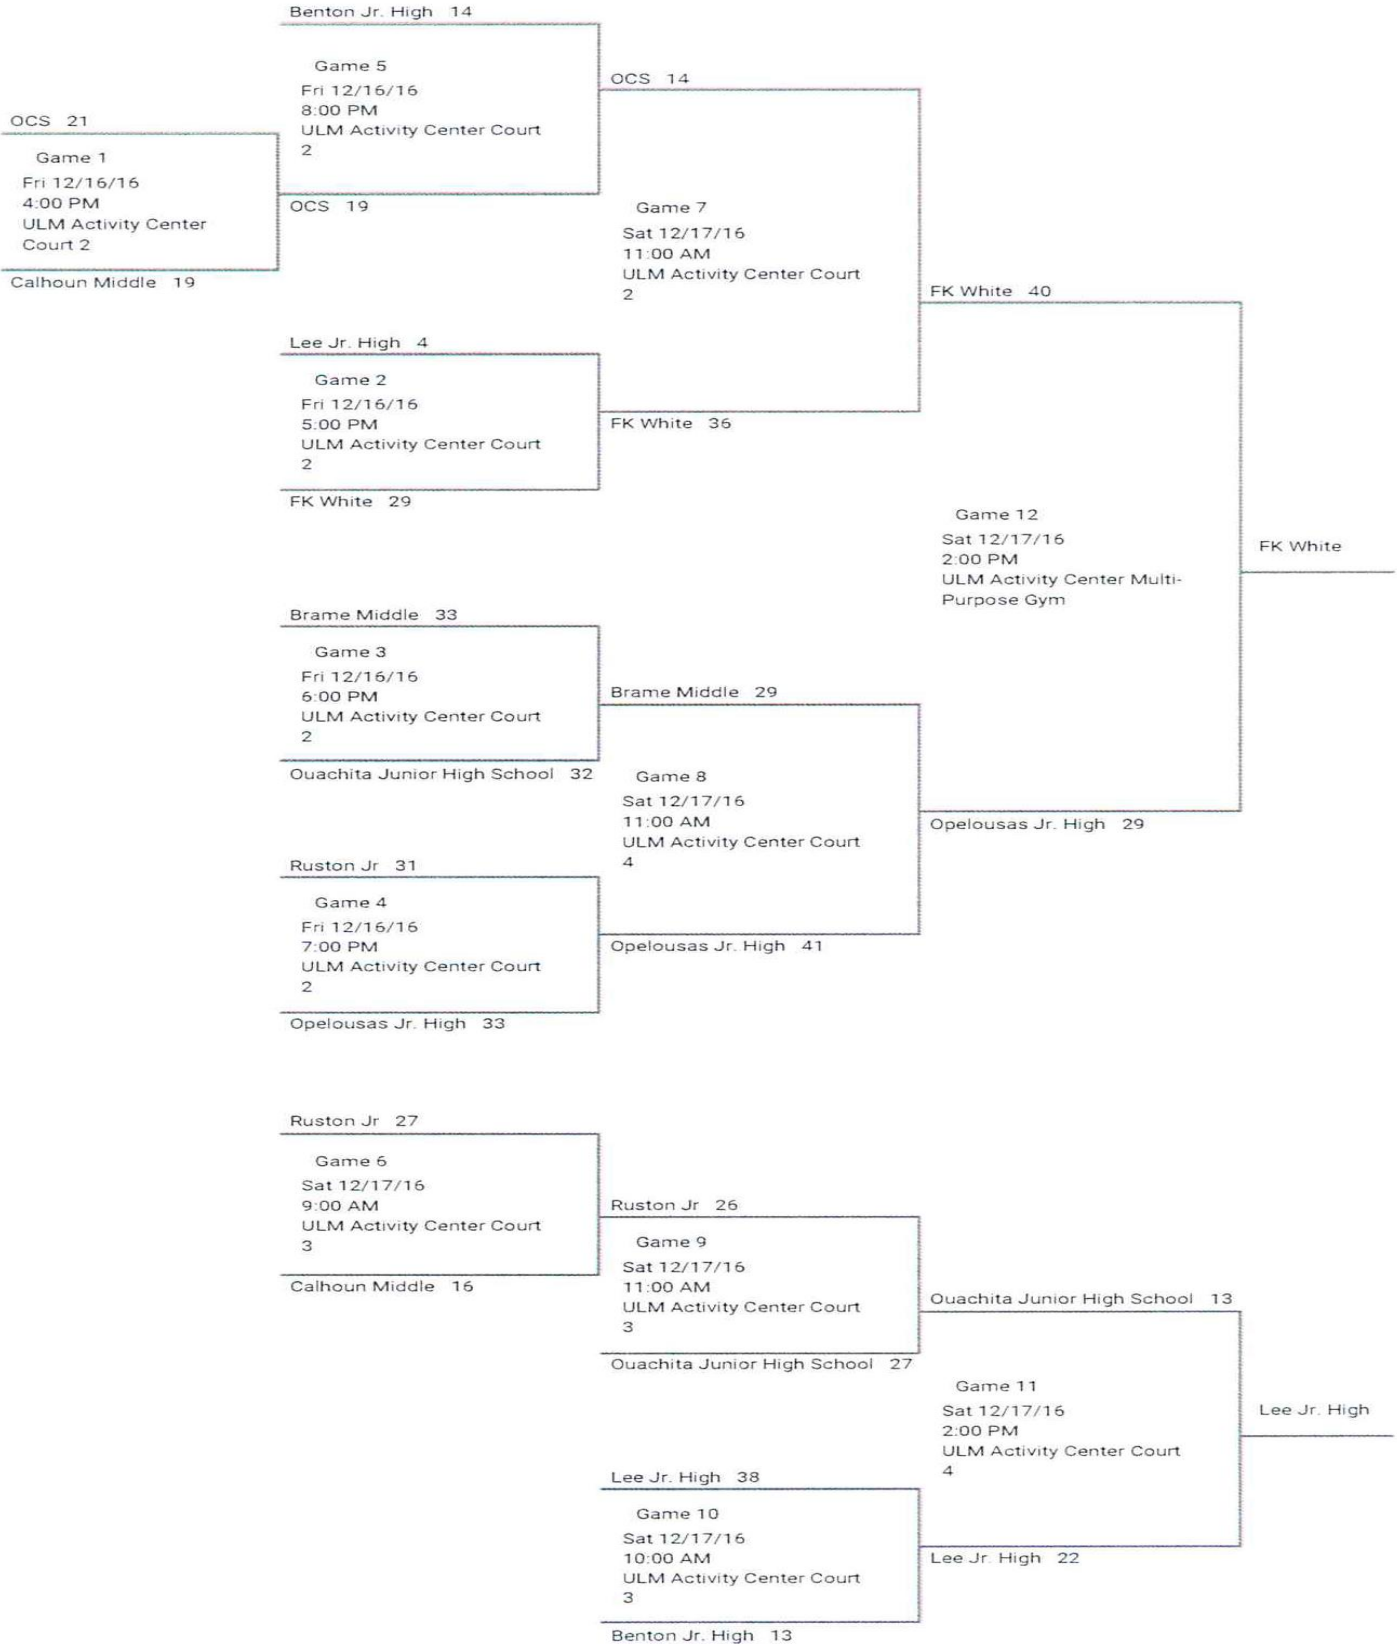 Benton Jr. High 14
Game 5
Fri 12/16/16
8:00 PM
ULM Activity Center Court
2
OCS 19
OCS 21
Game 1
Fri 12/16/16
4:00 PM
ULM Activity Center
Court 2
Calhoun Middle 19
OCS 14
Game 7
Sat 12/17/16
11:00 AM
ULM Activity Center Court
2
FK White 36
Lee Jr. High 4
Game 2
Fri 12/16/16
5:00 PM
ULM Activity Center Court
2
FK White 29
FK White 40
Game 12
Sat 12/17/16
2:00 PM
ULM Activity Center Multi-
Purpose Gym
Opelousas Jr. High 29
FK White
Brame Middle 33
Game 3
Fri 12/16/16
6:00 PM
ULM Activity Center Court
2
Ouachita Junior High School 32
Brame Middle 29
Game 8
Sat 12/17/16
11:00 AM
ULM Activity Center Court
4
Opelousas Jr. High 41
Ruston Jr 31
Game 4
Fri 12/16/16
7:00 PM
ULM Activity Center Court
2
Opelousas Jr. High 33
Ruston Jr 27
Game 6
Sat 12/17/16
9:00 AM
ULM Activity Center Court
3
Calhoun Middle 16
Ruston Jr 26
Game 9
Sat 12/17/16
11:00 AM
ULM Activity Center Court
3
Ouachita Junior High School 27
Ouachita Junior High School 13
Game 11
Sat 12/17/16
2:00 PM
ULM Activity Center Court
4
Lee Jr. High 22
Lee Jr. High
Lee Jr. High 38
Game 10
Sat 12/17/16
10:00 AM
ULM Activity Center Court
3
Benton Jr. High 13